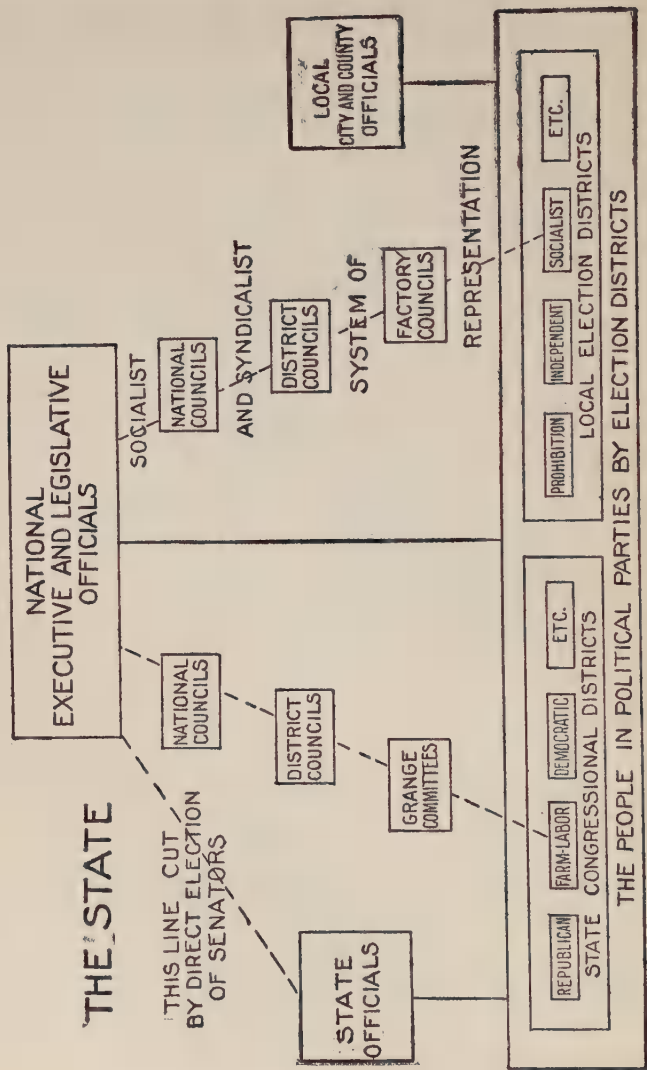 THE STATE
NATIONAL
EXECUTIVE AND LEGISLATIVE
OFFICIALS
THIS LINE CUT
BY DIRECT ELECTION
OF SENATORS
NATIONAL
COUNCILS
DISTRICT
COUNCILS
GRANGE
COMMITTEES
SOCIALIST
NATIONAL
COUNCILS
AND SYNDICALIST
DISTRICT
COUNCILS
SYSTEM OF
FACTORY
COUNCILS
REPRESENTATION
STATE
OFFICIALS
LOCAL
CITY AND COUNTY
OFFICIALS
REPUBLICAN
FARM-LABOR
DEMOCRATIC
ETC.
STATE CONGRESSIONAL DISTRICTS
PROHIBITION
INDEPENDENT
SOCIALIST
ETC.
LOCAL ELECTION DISTRICTS
THE PEOPLE IN POLITICAL PARTIES BY ELECTION DISTRICTS